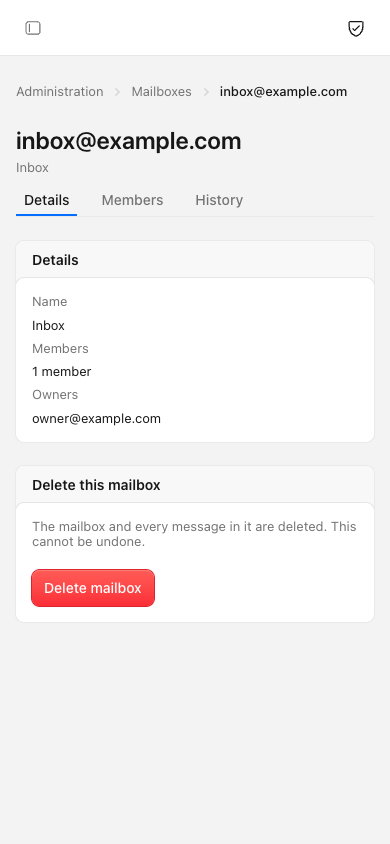 Administration > Mailboxes > inbox@example.com
inbox@example.com
Inbox
Details Members History
Details
Name
Inbox
Members
1 member
Owners
owner@example.com
Delete this mailbox
The mailbox and every message in it are deleted. This
cannot be undone.
Delete mailbox